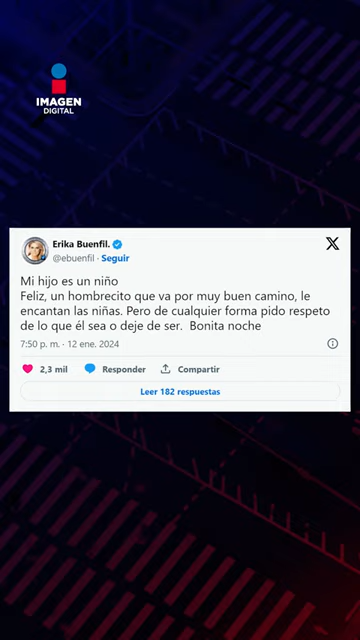 IMAGEN
DIGITAL
Erika Buenfil.
@ebuenfil · Seguir
Mi hijo es un niño
Feliz, un hombrecito que va por muy buen camino, le
encantan las niñas. Pero de cualquier forma pido respeto
de lo que él sea o deje de ser.  Bonita noche
7:50 p. m. · 12 ene. 2024
2,3 mil Responder Compartir
Leer 182 respuestas